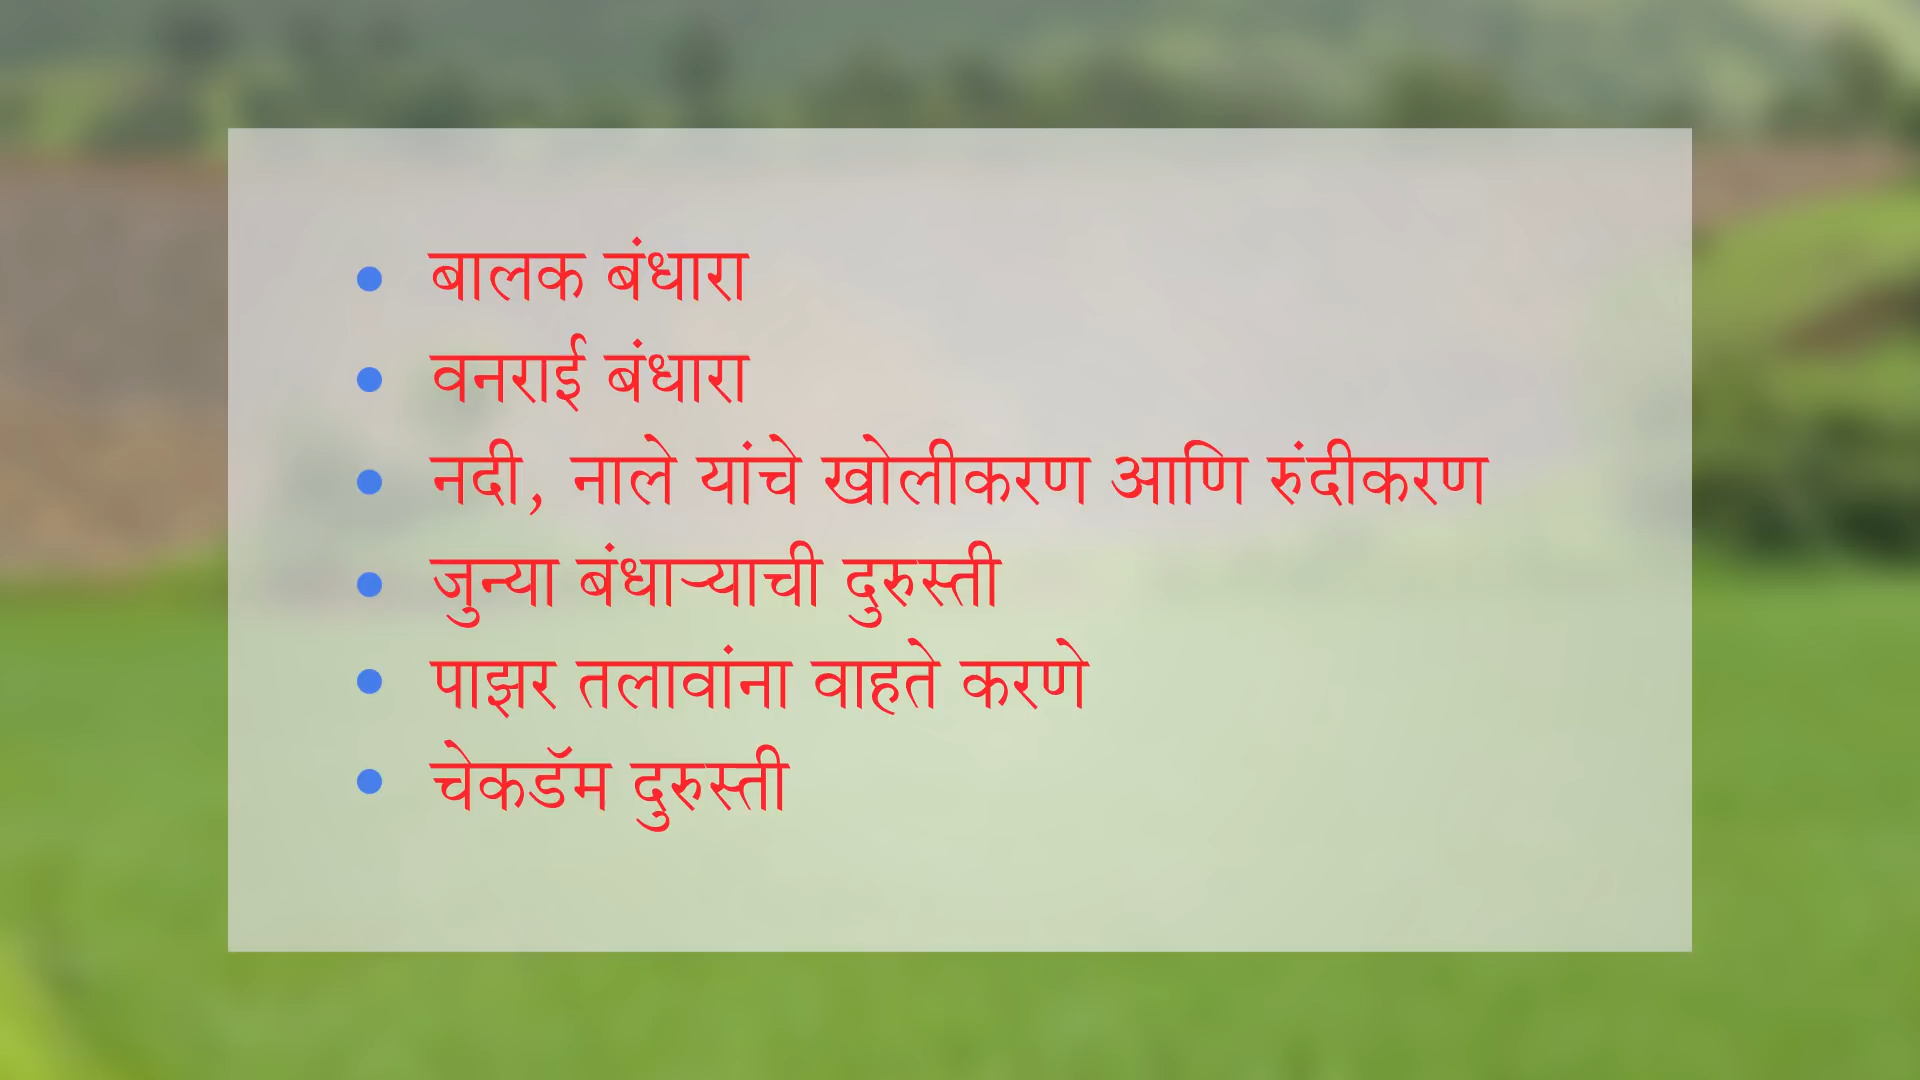 बालक बंधारा
वनराई बंधारा
नदी, नाले यांचे खोलीकरण आणि रुंदीकरण
जुन्या बंधाऱ्याची दुरुस्ती
पाझर तलावांना वाहते करणे
चेकडॅम दुरुस्ती